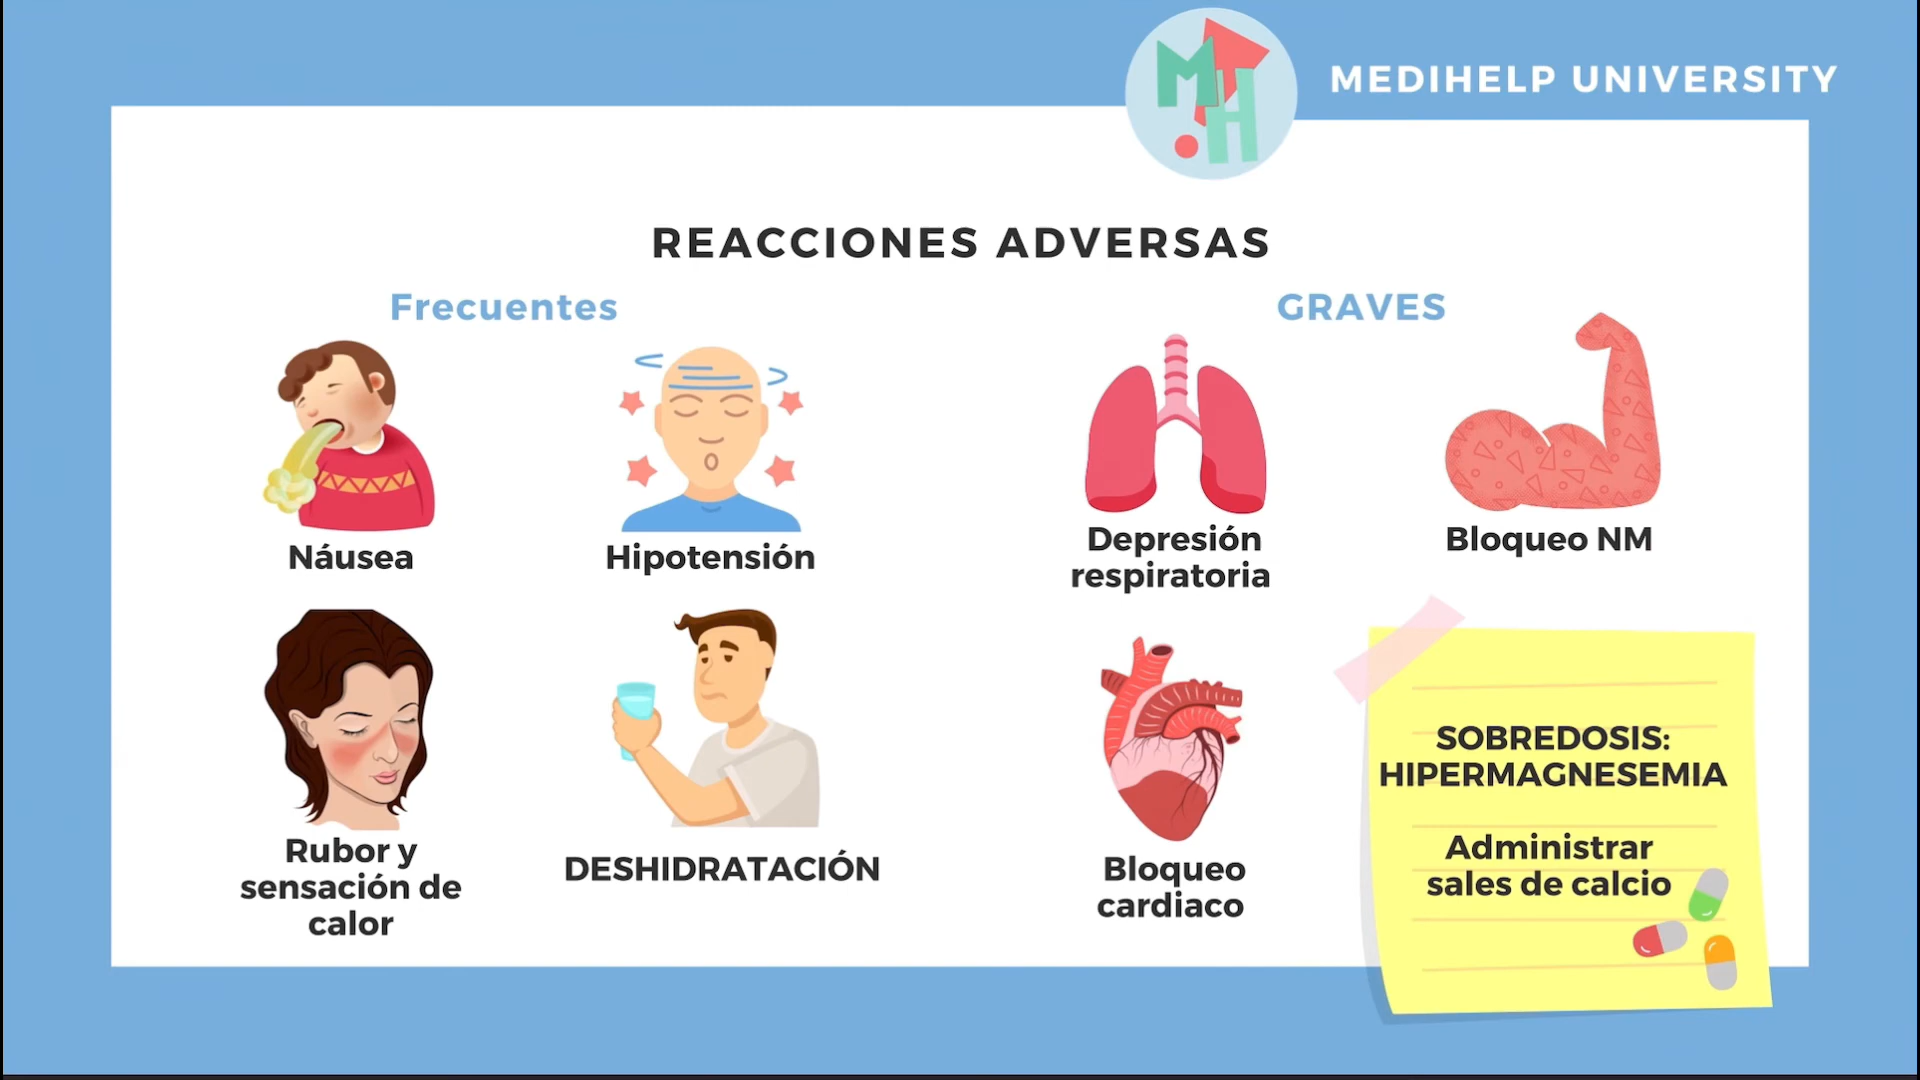 MH
MEDIHELP UNIVERSITY
REACCIONES ADVERSAS
Frecuentes
Náusea
Hipotensión
Rubor y
sensación de
calor
DESHIDRATACIÓN
GRAVES
Depresión
respiratoria
Bloqueo NM
Bloqueo
cardiaco
SOBREDOSIS:
HIPERMAGNESEMIA
Administrar
sales de calcio